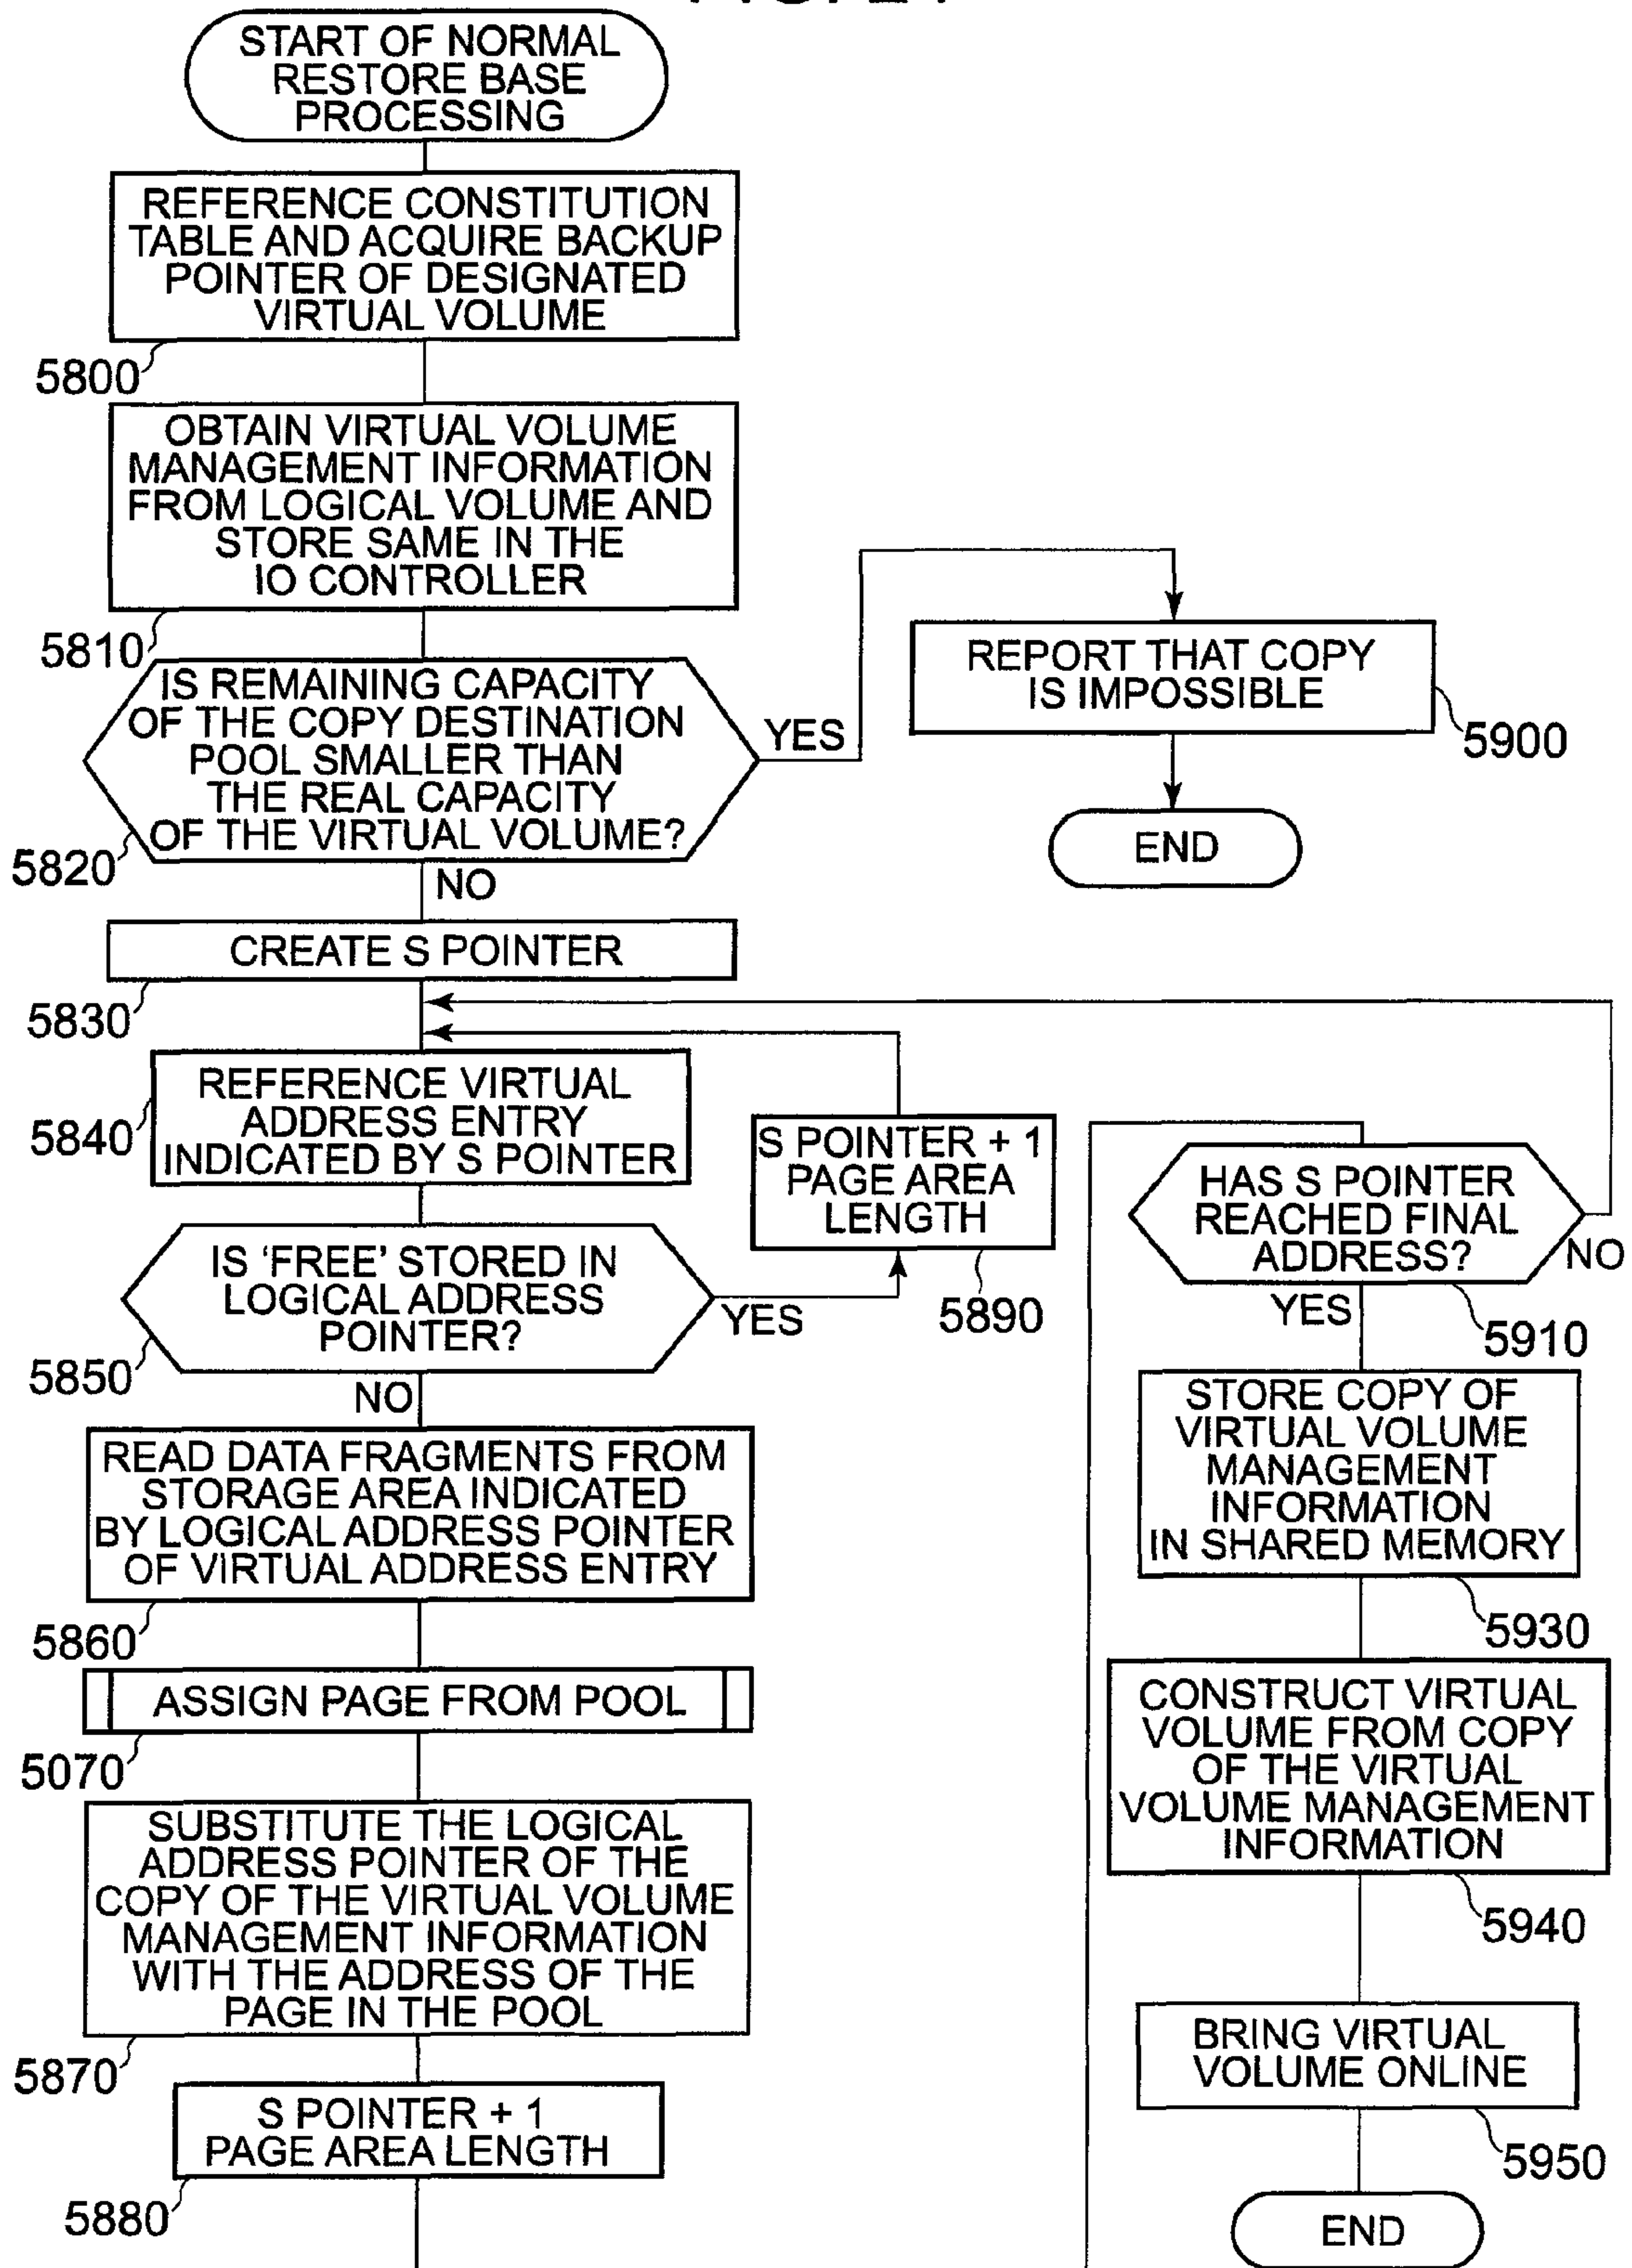 START OF NORMAL
RESTORE BASE
PROCESSING
REFERENCE CONSTITUTION
TABLE AND ACQUIRE BACKUP
POINTER OF DESIGNATED
VIRTUAL VOLUME
5800
OBTAIN VIRTUAL VOLUME
MANAGEMENT INFORMATION
FROM LOGICAL VOLUME AND
STORE SAME IN THE
IO CONTROLLER
5810
IS REMAINING CAPACITY
OF THE COPY DESTINATION
POOL SMALLER THAN
THE REAL CAPACITY
OF THE VIRTUAL VOLUME?
YES
5820
NO
REPORT THAT COPY
IS IMPOSSIBLE
5900
END
CREATE S POINTER
5830
REFERENCE VIRTUAL
ADDRESS ENTRY
INDICATED BY S POINTER
5840
IS 'FREE' STORED IN
LOGICAL ADDRESS
POINTER?
YES
5850
NO
S POINTER + 1
PAGE AREA
LENGTH
5890
READ DATA FRAGMENTS FROM
STORAGE AREA INDICATED
BY LOGICAL ADDRESS POINTER
OF VIRTUAL ADDRESS ENTRY
5860
ASSIGN PAGE FROM POOL
5070
SUBSTITUTE THE LOGICAL
ADDRESS POINTER OF THE
COPY OF THE VIRTUAL VOLUME
MANAGEMENT INFORMATION
WITH THE ADDRESS OF THE
PAGE IN THE POOL
5870
S POINTER + 1
PAGE AREA LENGTH
5880
HAS S POINTER
REACHED FINAL
ADDRESS?
NO
YES
5910
STORE COPY OF
VIRTUAL VOLUME
MANAGEMENT
INFORMATION
IN SHARED MEMORY
5930
CONSTRUCT VIRTUAL
VOLUME FROM COPY
OF THE VIRTUAL
VOLUME MANAGEMENT
INFORMATION
5940
BRING VIRTUAL
VOLUME ONLINE
5950
END